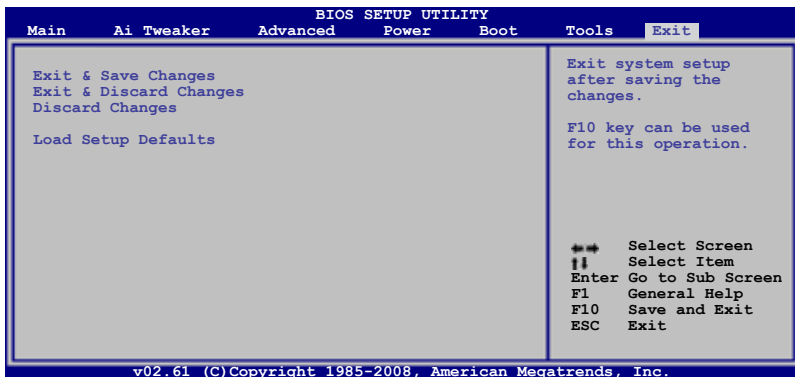 BIOS SETUP UTILITY
Main Ai Tweaker Advanced Power Boot Tools Exit
Exit & Save Changes
Exit & Discard Changes
Discard Changes
Load Setup Defaults
Exit system setup
after saving the
changes.
F10 key can be used
for this operation.
Select Screen
Select Item
Enter Go to Sub Screen
F1 General Help
F10 Save and Exit
ESC Exit
v02.61 (C)Copyright 1985-2008, American Megatrends, Inc.